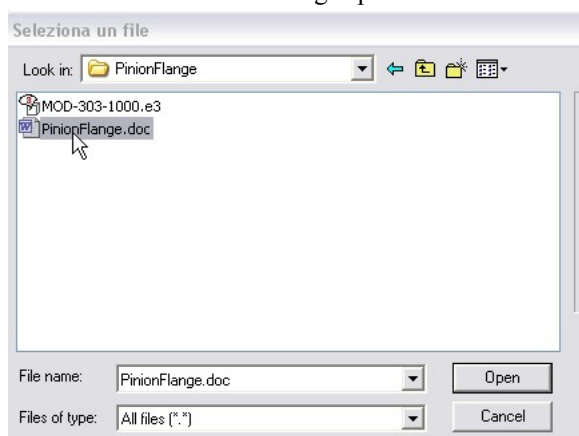 Seleziona un file
Look in: PinionFlange
MOD-303-1000.e3
PinionFlange.doc
File name: PinionFlange.doc Open
Files of type: All files (*.*) Cancel